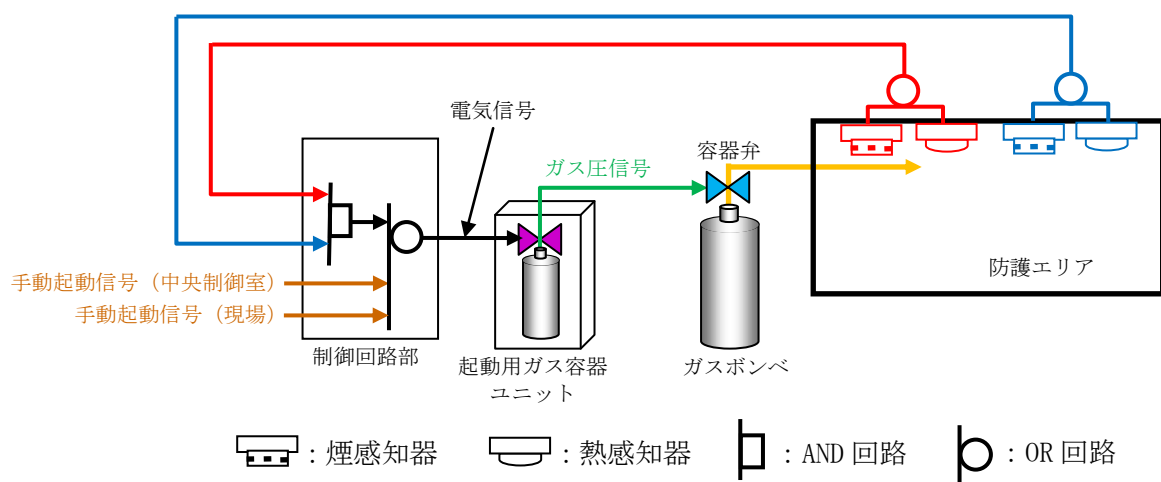 電気信号
容器弁
ガス圧信号
防護エリア
手動起動信号（中央制御室）
手動起動信号（現場）
制御回路部
起動用ガス容器
ユニット
ガスボンベ
：煙感知器
：熱感知器
：AND 回路
：OR 回路